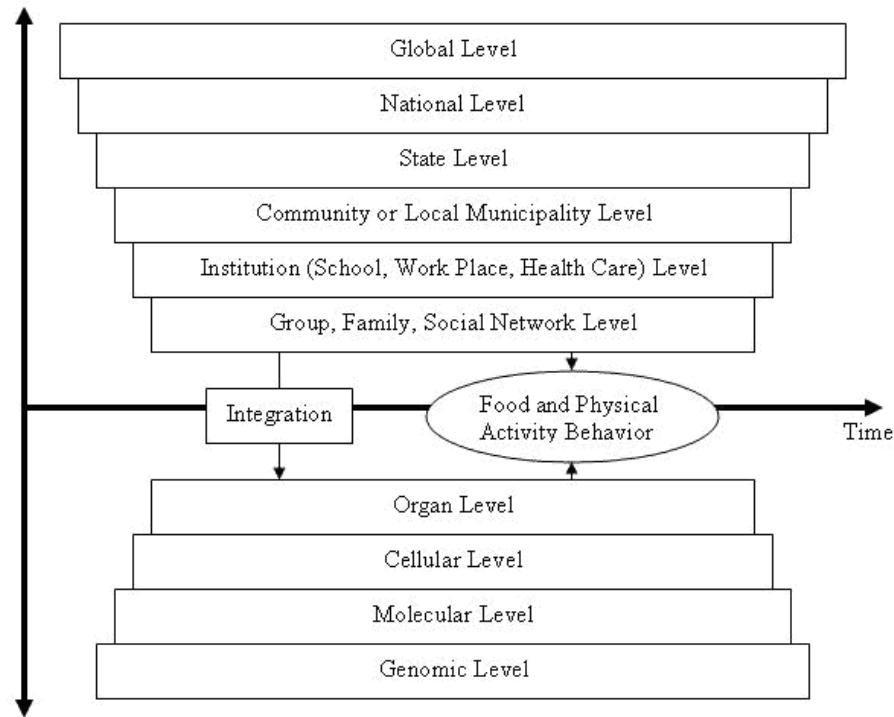 Global Level
National Level
State Level
Community or Local Municipality Level
Institution (School, Work Place, Health Care) Level
Group, Family, Social Network Level
Integration
Food and Physical
Activity Behavior
Time
Organ Level
Cellular Level
Molecular Level
Genomic Level